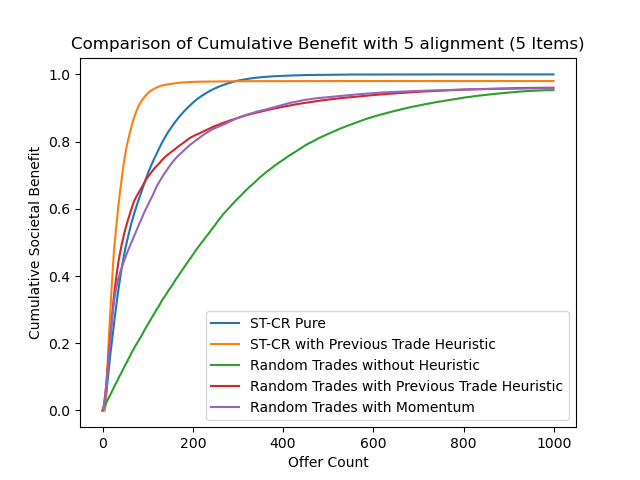 Comparison of Cumulative Benefit with 5 alignment (5 Items)
1.0
0.8
0.6
0.4
0.2
0.0
Cumulative Societal Benefit
ST-CR Pure
ST-CR with Previous Trade Heuristic
Random Trades without Heuristic
Random Trades with Previous Trade Heuristic
Random Trades with Momentum
0 200 400 600 800 1000
Offer Count